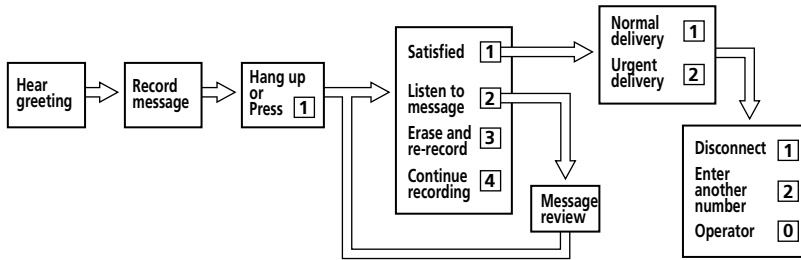 Hear
greeting
Record
message
Hang up
or
Press 1
Satisfied 1
Listen to
message 2
Erase and
re-record 3
Continue
recording 4
Message
review
Normal
delivery 1
Urgent
delivery 2
Disconnect 1
Enter
another
number 2
Operator 0